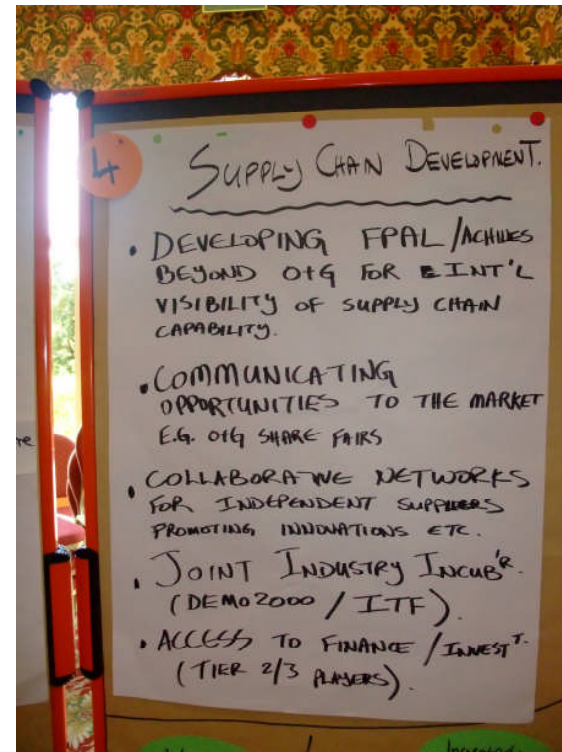 4
SUPPLY CHAIN DEVELOPMENT.
• DEVELOPING FPAL/ACHILLES
BEYOND O+G FOR INT'L
VISIBILITY OF SUPPLY CHAIN
CAPABILITY.
• COMMUNICATING
OPPORTUNITIES TO THE MARKET
E.G. O+G SHARE FAIRS
• COLLABORATIVE NETWORKS
FOR INDEPENDENT SUPPLIERS
PROMOTING INNOVATIONS ETC.
• JOINT INDUSTRY INCUB'R.
(DEMO2000 / ITF).
• ACCESS TO FINANCE / INVEST'T.
(TIER 2/3 PLAYERS).